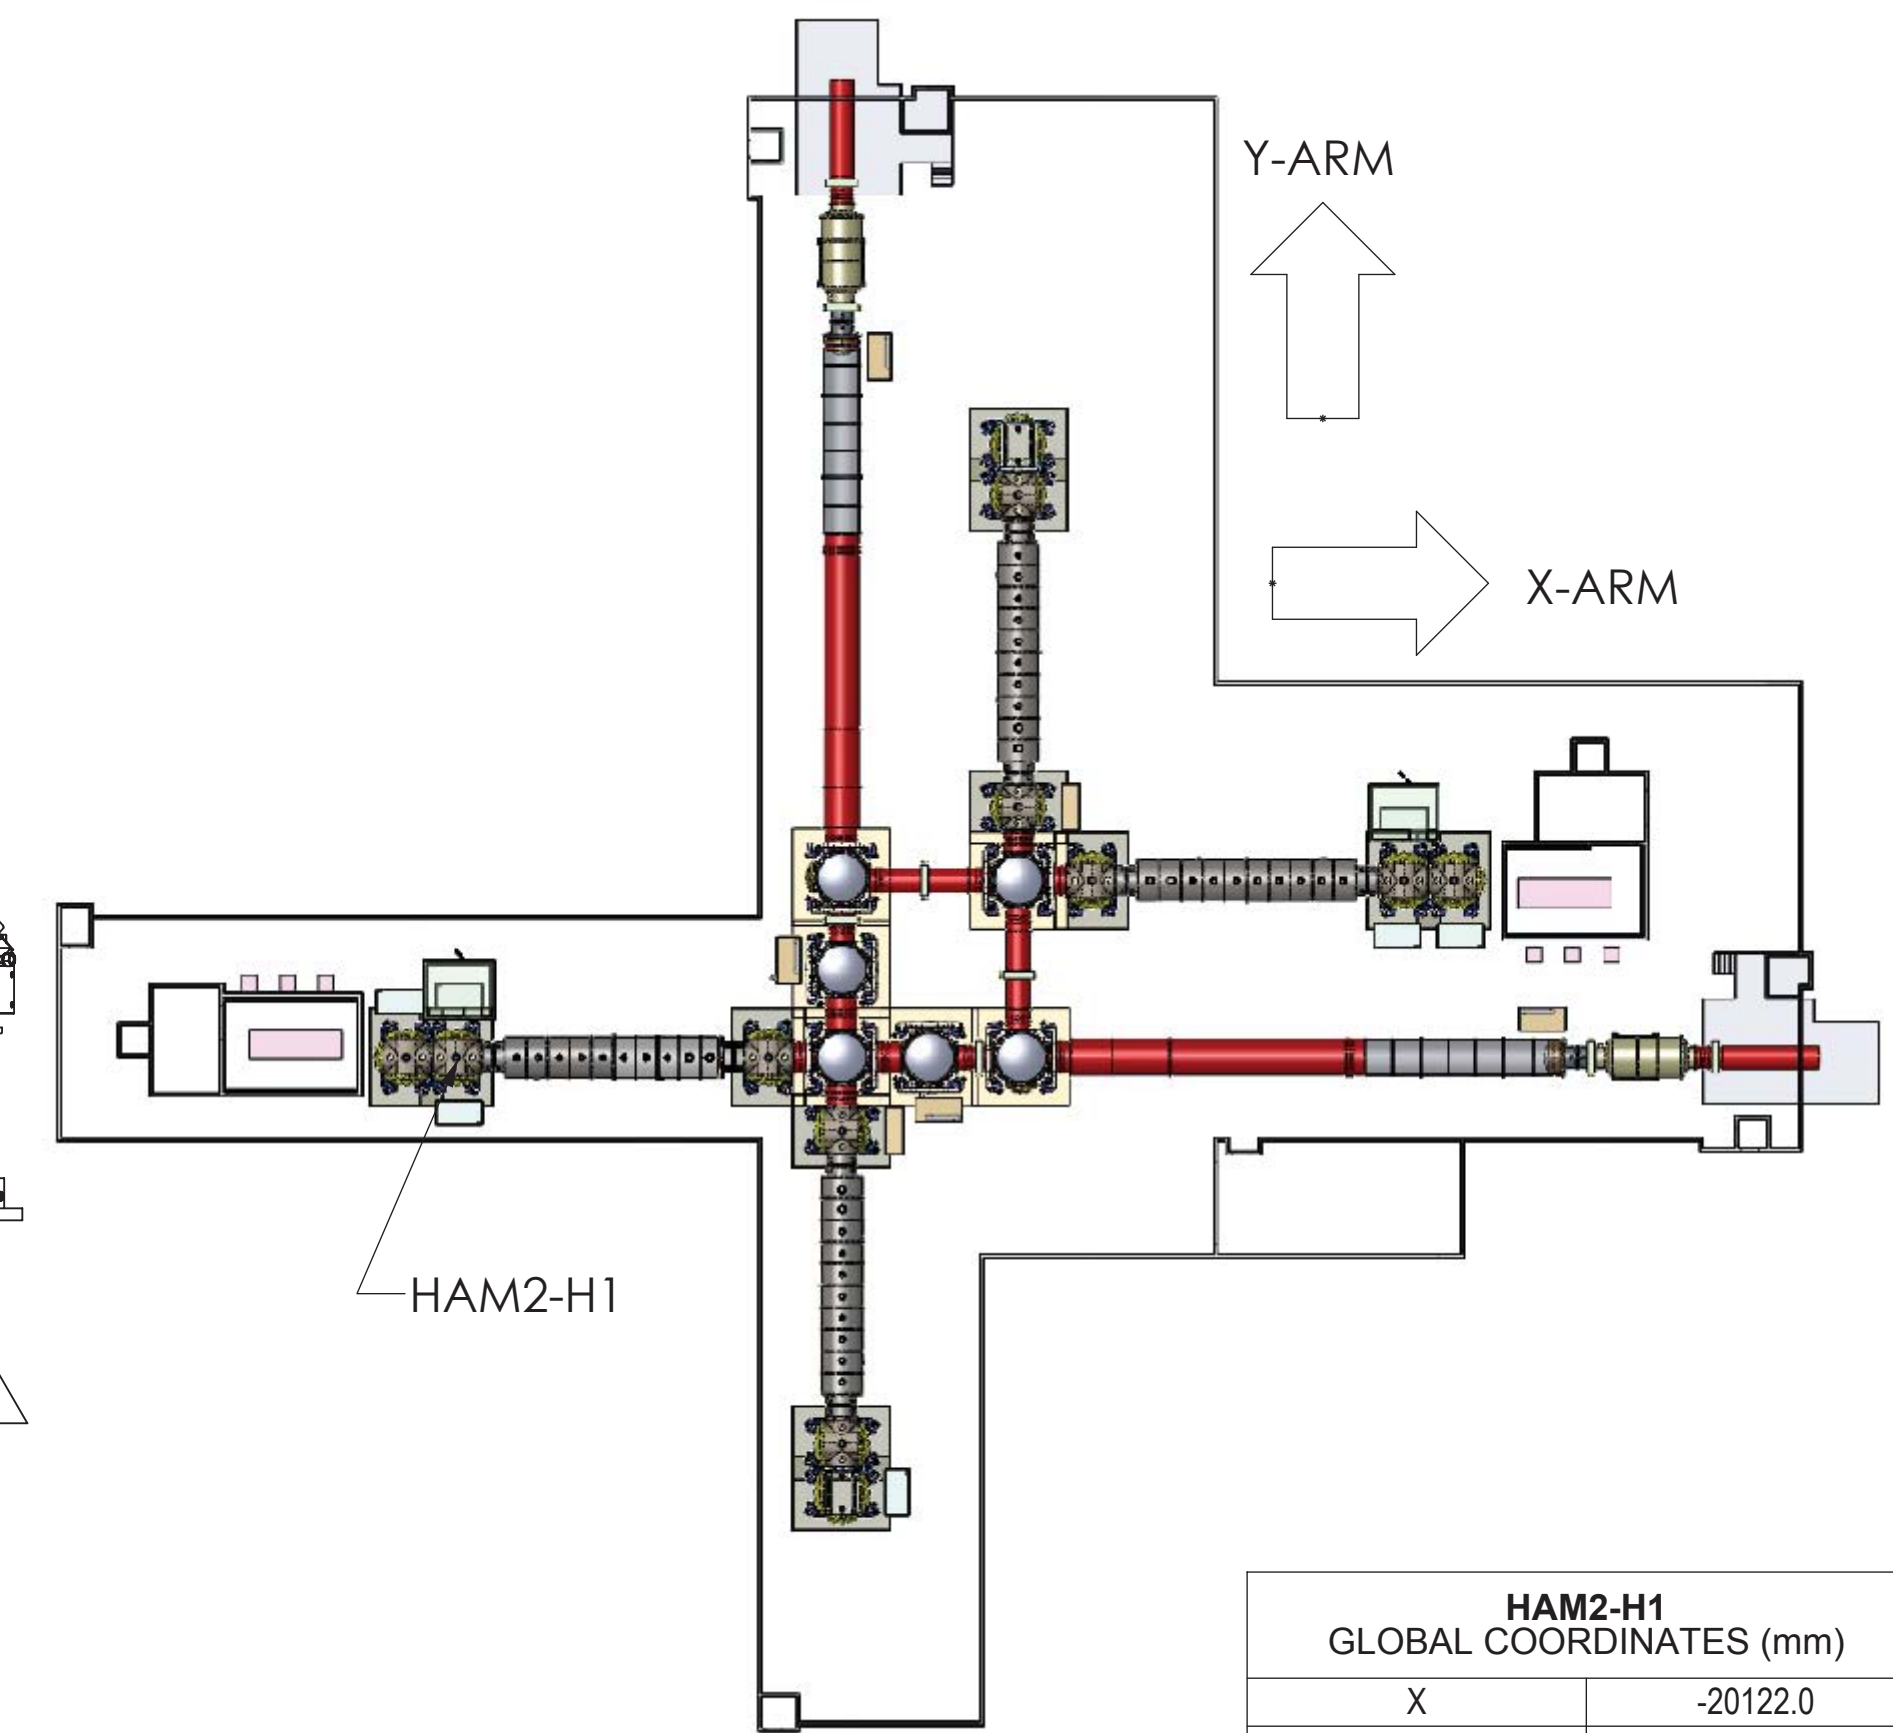 Y-ARM
X-ARM
HAM2-H1
HAM2-H1
GLOBAL COORDINATES (mm)
X -20122.0